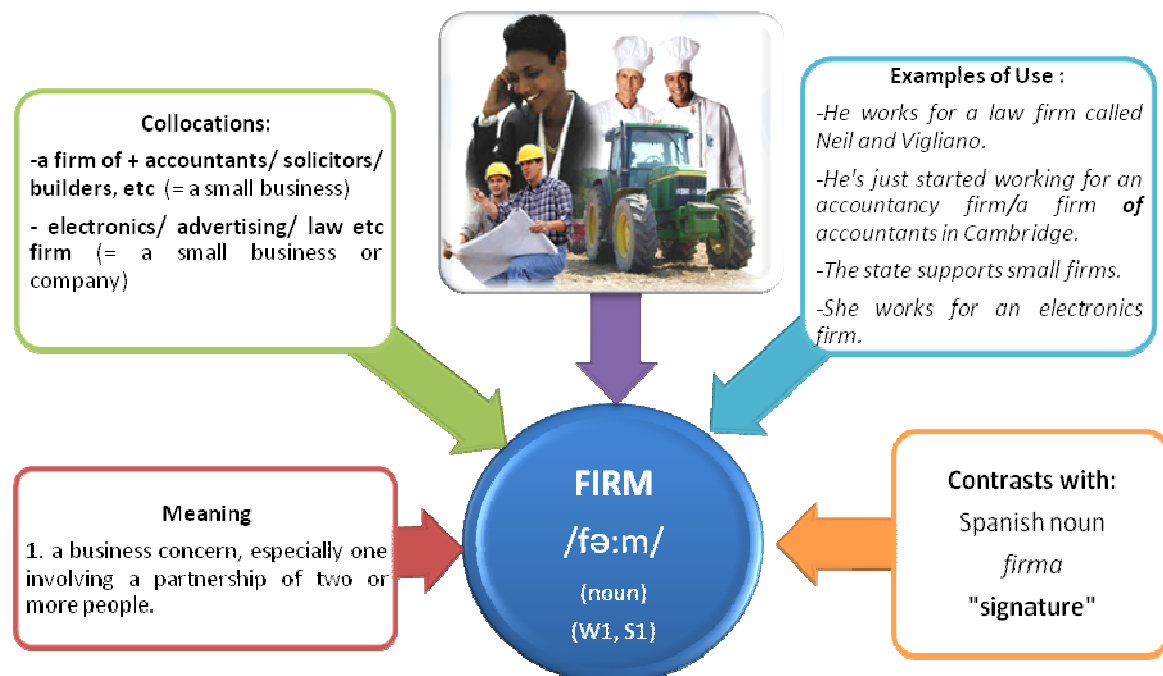 Collocations:
-a firm of + accountants/ solicitors/
builders, etc (= a small business)
- electronics/ advertising/ law etc
firm (= a small business or
company)
Examples of Use :
-He works for a law firm called
Neil and Vigliano.
-He's just started working for an
accountancy firm/a firm of
accountants in Cambridge.
-The state supports small firms.
-She works for an electronics
firm.
Meaning
1. a business concern, especially one
involving a partnership of two or
more people.
FIRM
/fə:m/
(noun)
(W1, S1)
Contrasts with:
Spanish noun
firma
"signature"